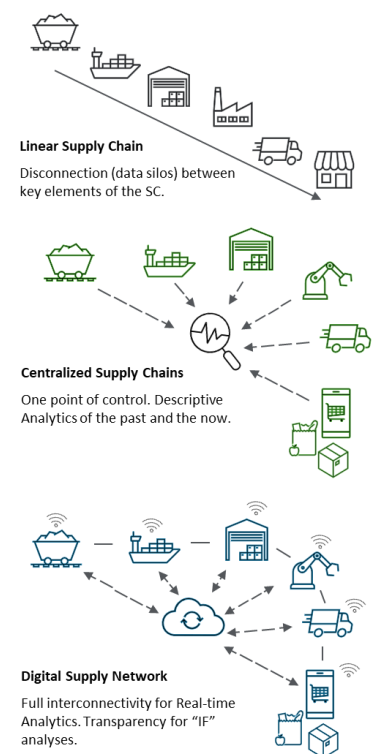 Linear Supply Chain
Disconnection (data silos) between
key elements of the SC.
Centralized Supply Chains
One point of control. Descriptive
Analytics of the past and the now.
Digital Supply Network
Full interconnectivity for Real-time
Analytics. Transparency for “IF”
analyses.